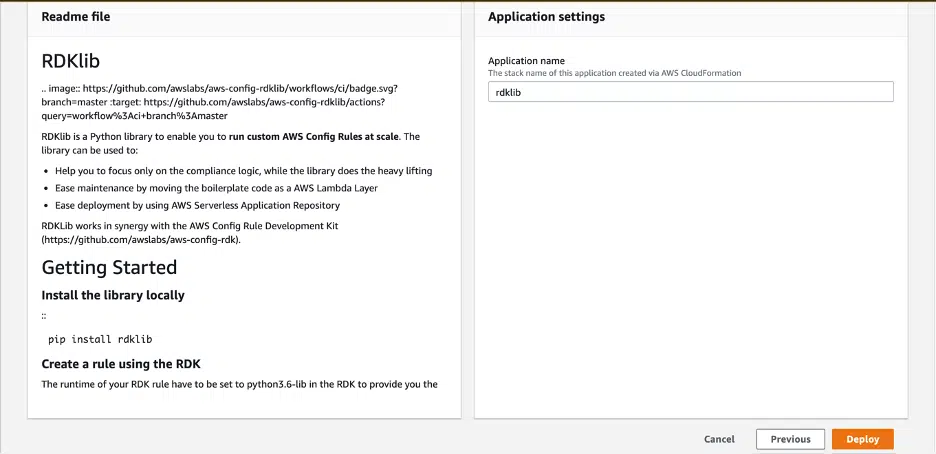 Readme file
RDKlib
.. image:: https://github.com/awslabs/aws-config-rdklib/workflows/ci/badge.svg?
branch=master :target: https://github.com/awslabs/aws-config-rdklib/actions?
query=workflow%3Aci+branch%3Amaster
RDKlib is a Python library to enable you to run custom AWS Config Rules at scale. The
library can be used to:
• Help you to focus only on the compliance logic, while the library does the heavy lifting
• Ease maintenance by moving the boilerplate code as a AWS Lambda Layer
• Ease deployment by using AWS Serverless Application Repository
RDKLib works in synergy with the AWS Config Rule Development Kit
(https://github.com/awslabs/aws-config-rdk).
Getting Started
Install the library locally
::
pip install rdklib
Create a rule using the RDK
The runtime of your RDK rule have to be set to python3.6-lib in the RDK to provide you the
Application settings
Application name
The stack name of this application created via AWS CloudFormation
rdklib
Cancel
Previous
Deploy